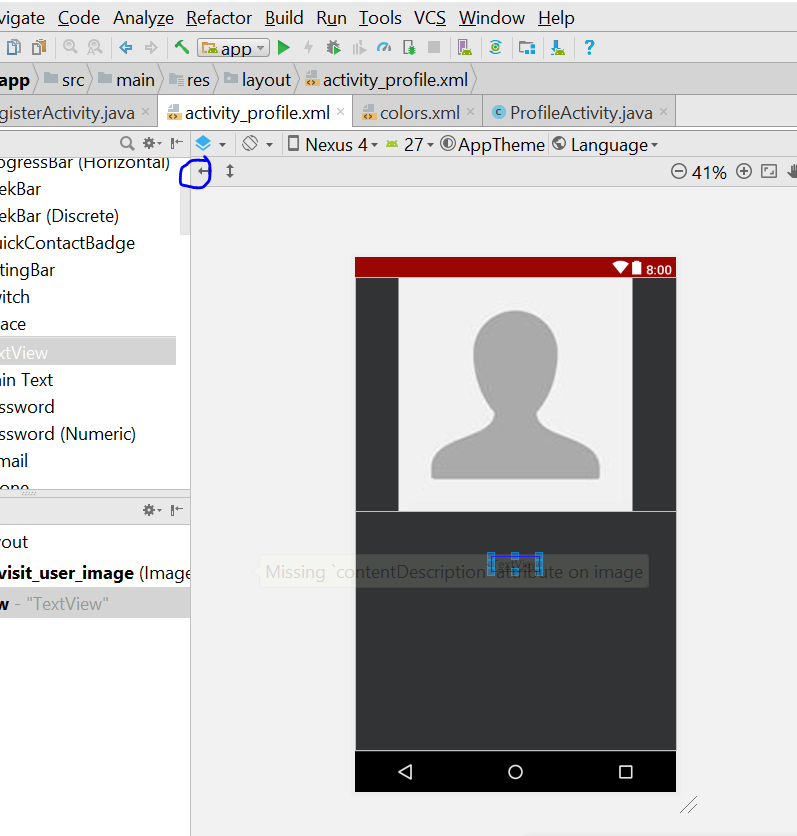 vigate Code Analyze Refactor Build Run Tools VCS Window Help
app
app src main res layout activity_profile.xml
gisterActivity.java × activity_profile.xml × colors.xml × C ProfileActivity.java ×
Nexus 4 27 AppTheme Language
ogressBar (Horizontal)
41%
ekBar
ekBar (Discrete)
uickContactBadge
tingBar
8:00
vitch
ace
xtView
in Text
ssword
ssword (Numeric)
mail
one
out
Missing `contentDescription` attribute on image
visit_user_image (Image
w - "TextView"